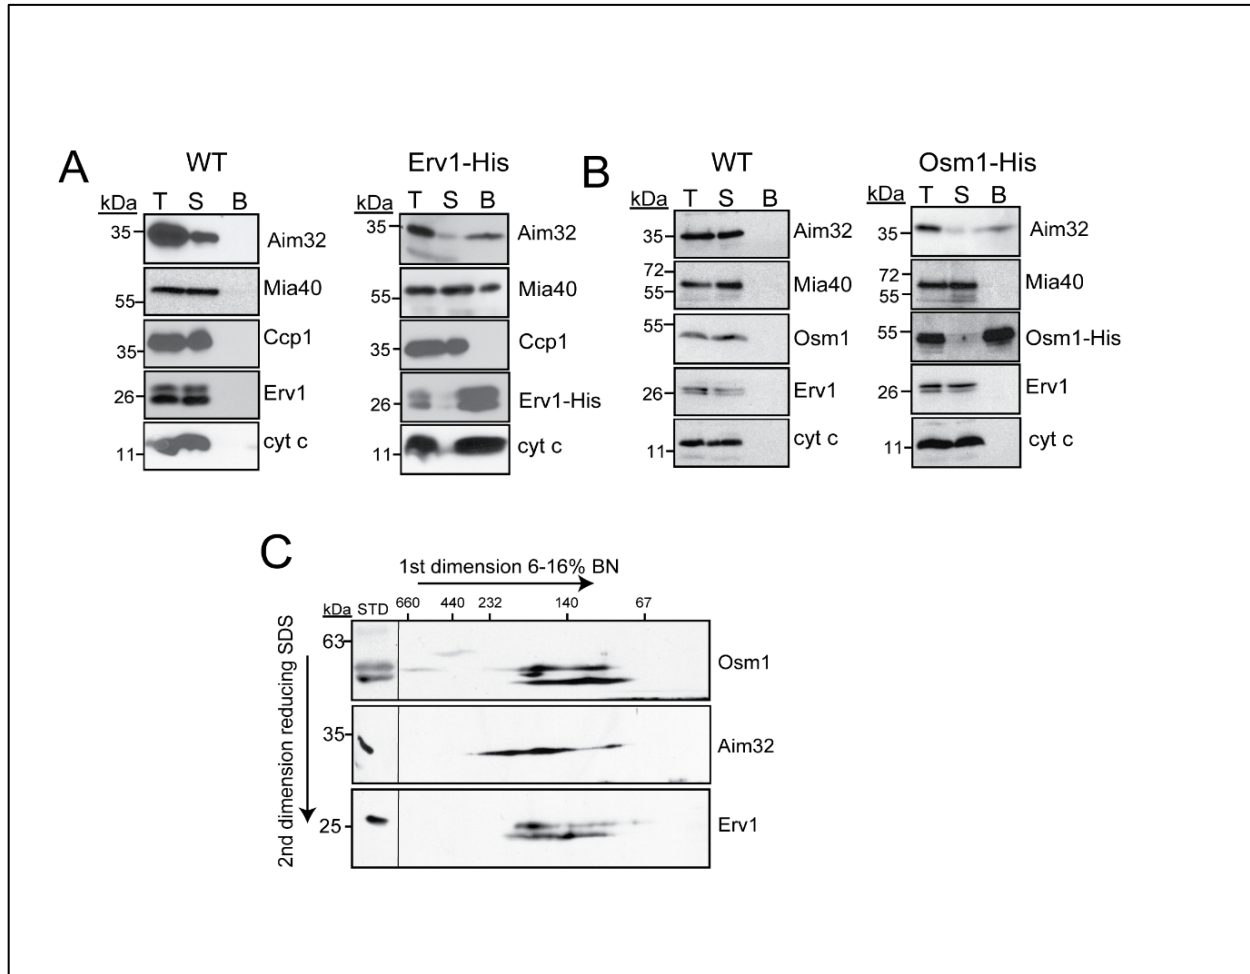 A
WT
kDa T S B
35 Aim32
55 Mia40
35 Ccp1
26 Erv1
11 cyt c
Erv1-His
kDa T S B
35 Aim32
55 Mia40
35 Ccp1
26 Erv1-His
11 cyt c
B
WT
kDa T S B
35 Aim32
72
55 Mia40
55 Osm1
26 Erv1
11 cyt c
Osm1-His
kDa T S B
35 Aim32
72
55 Mia40
55 Osm1-His
26 Erv1
11 cyt c
C
1st dimension 6-16% BN
kDa STD 660 440 232 140 67
2nd dimension reducing SDS
63 Osm1
35 Aim32
25 Erv1